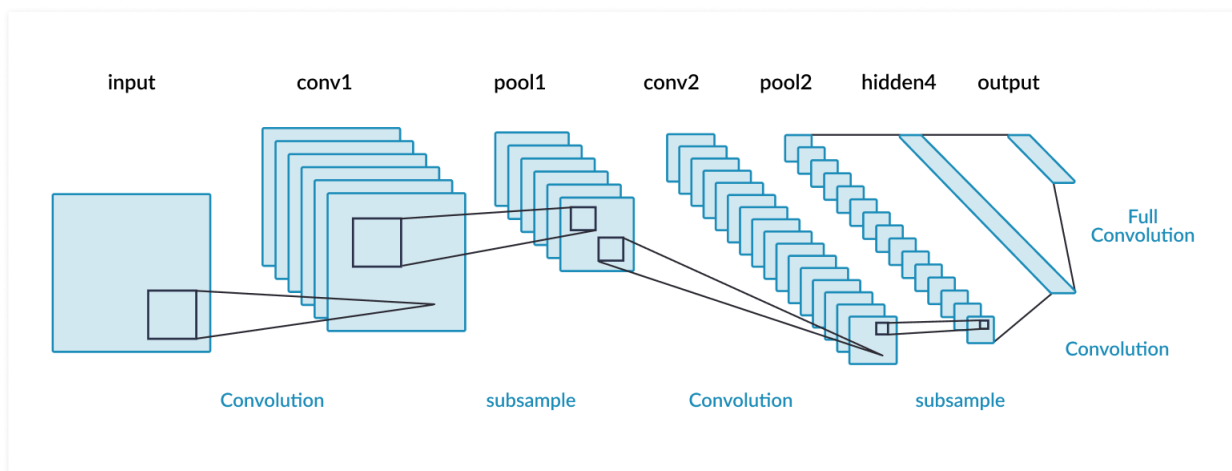 input conv1 pool1 conv2 pool2 hidden4 output
Full
Convolution
Convolution
Convolution subsample Convolution subsample